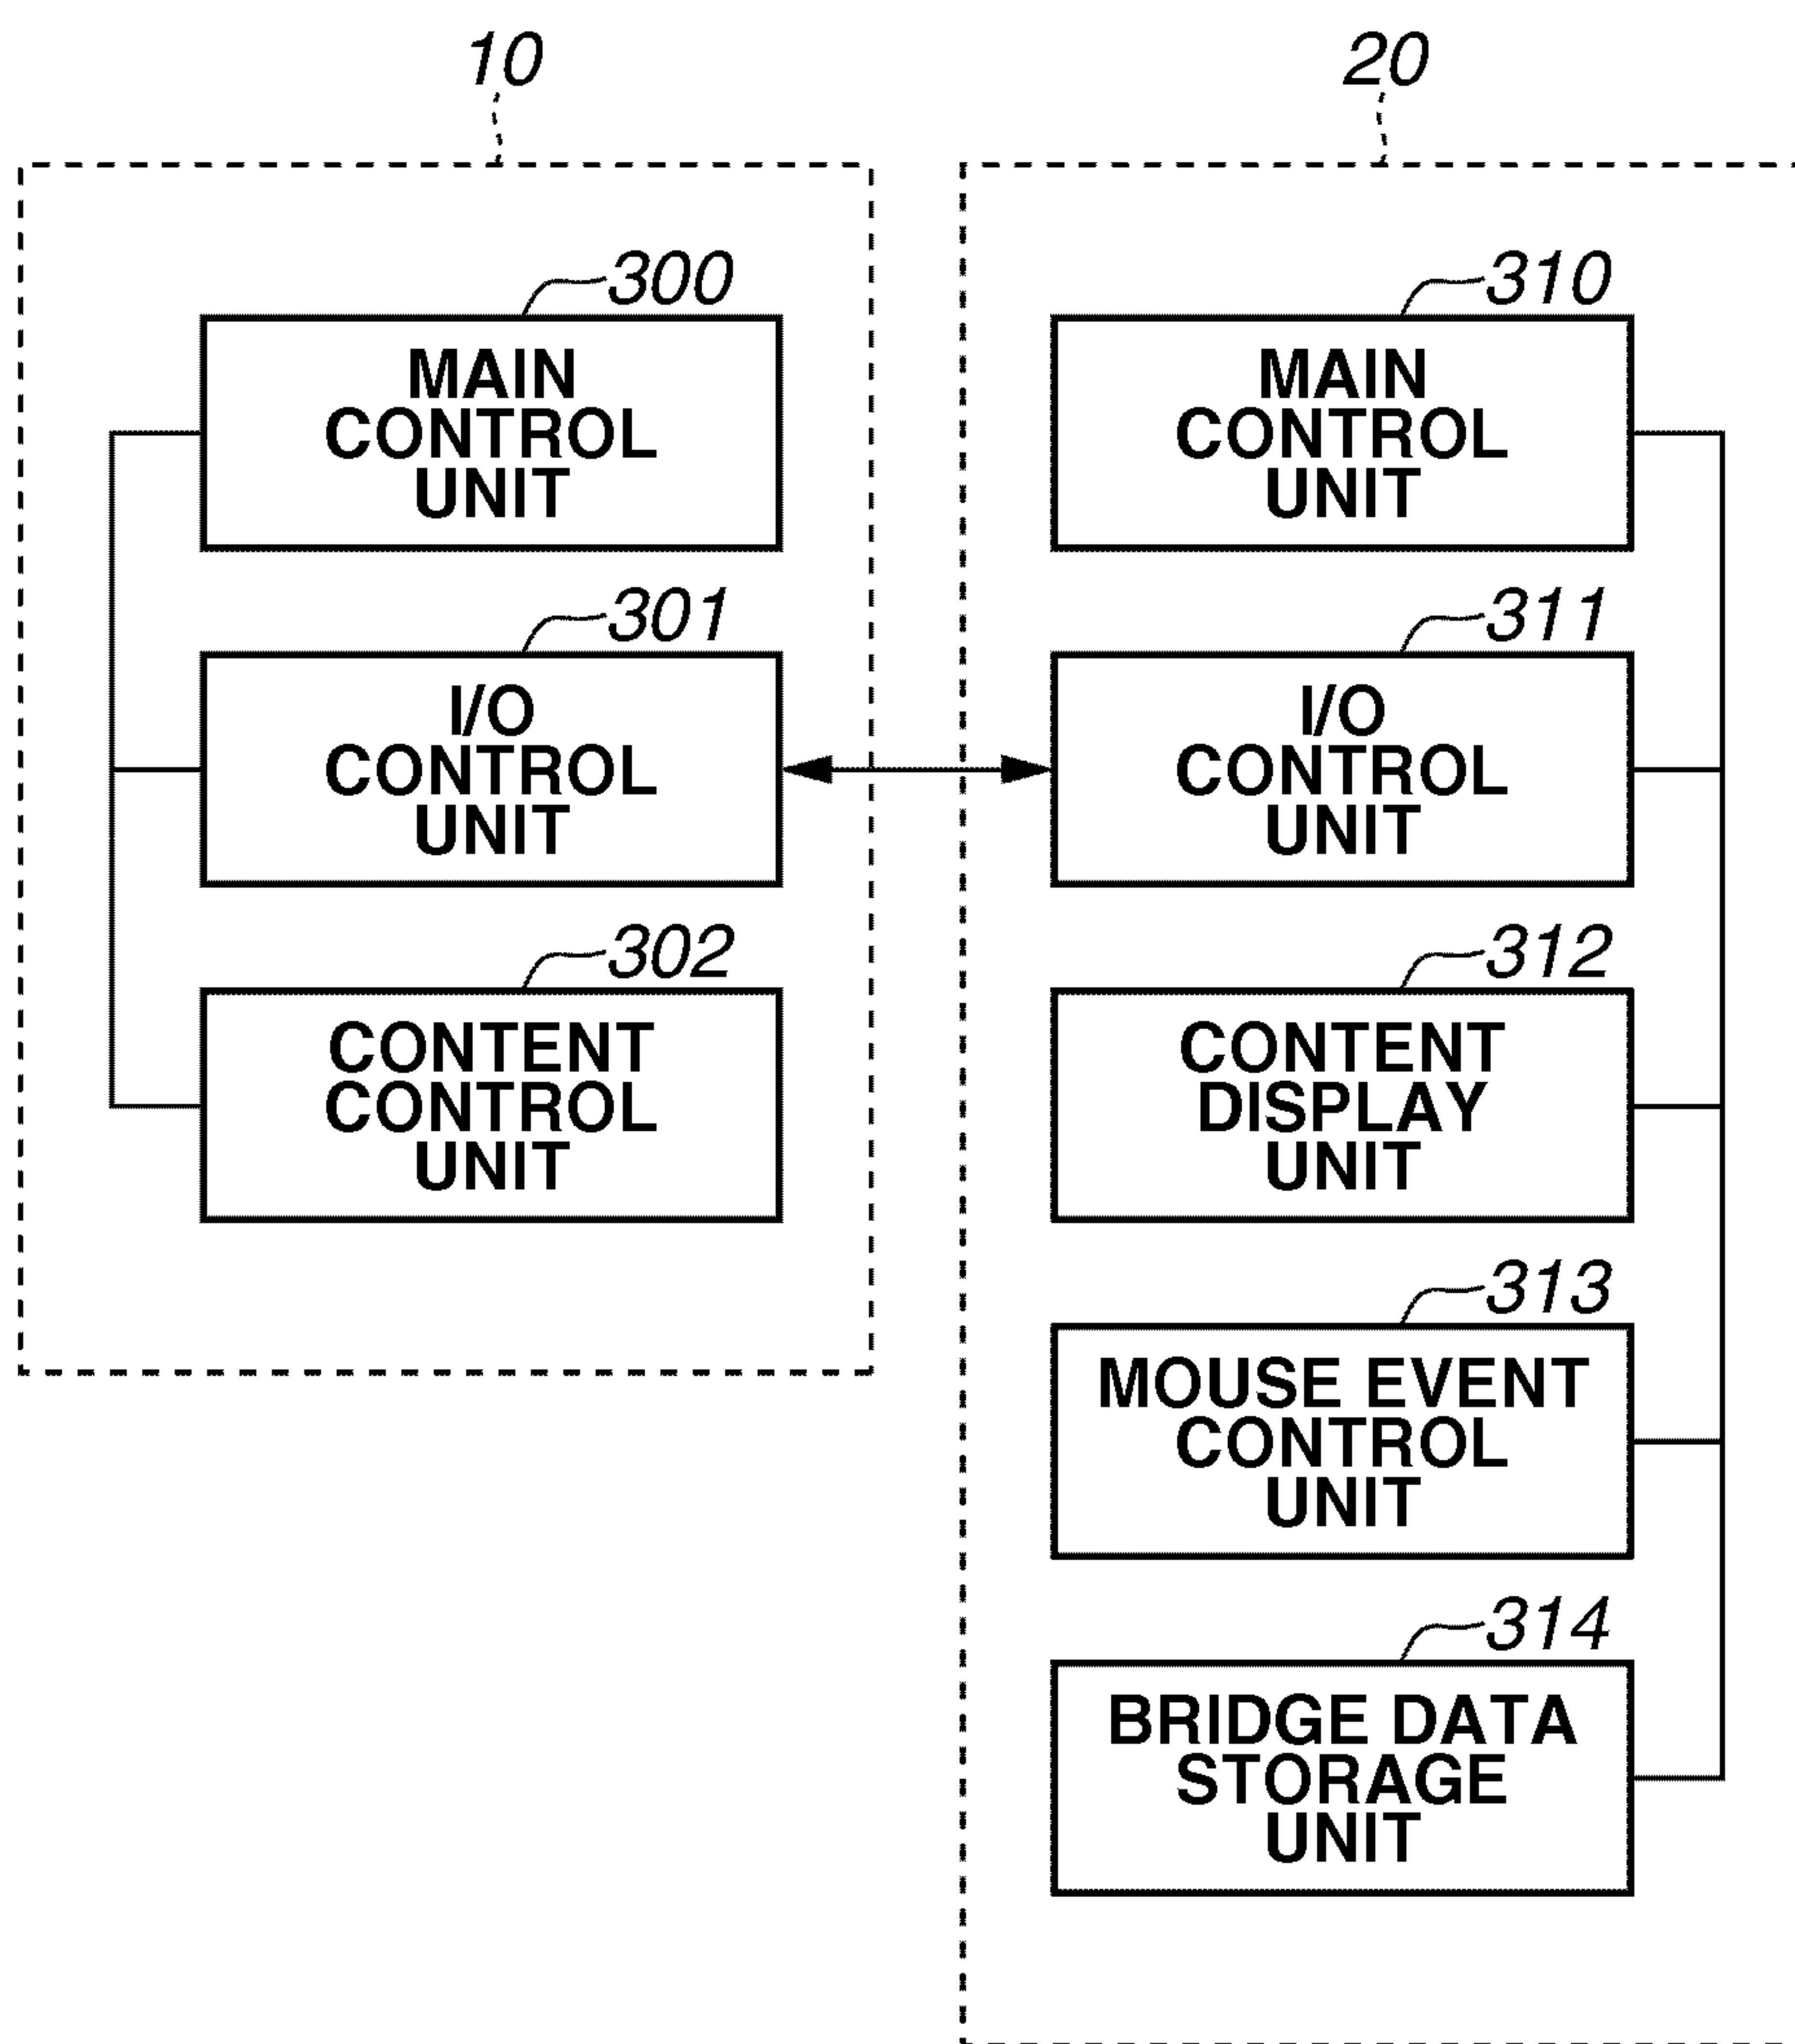 10
300
MAIN
CONTROL
UNIT
301
I/O
CONTROL
UNIT
302
CONTENT
CONTROL
UNIT
20
310
MAIN
CONTROL
UNIT
311
I/O
CONTROL
UNIT
312
CONTENT
DISPLAY
UNIT
313
MOUSE EVENT
CONTROL
UNIT
314
BRIDGE DATA
STORAGE
UNIT